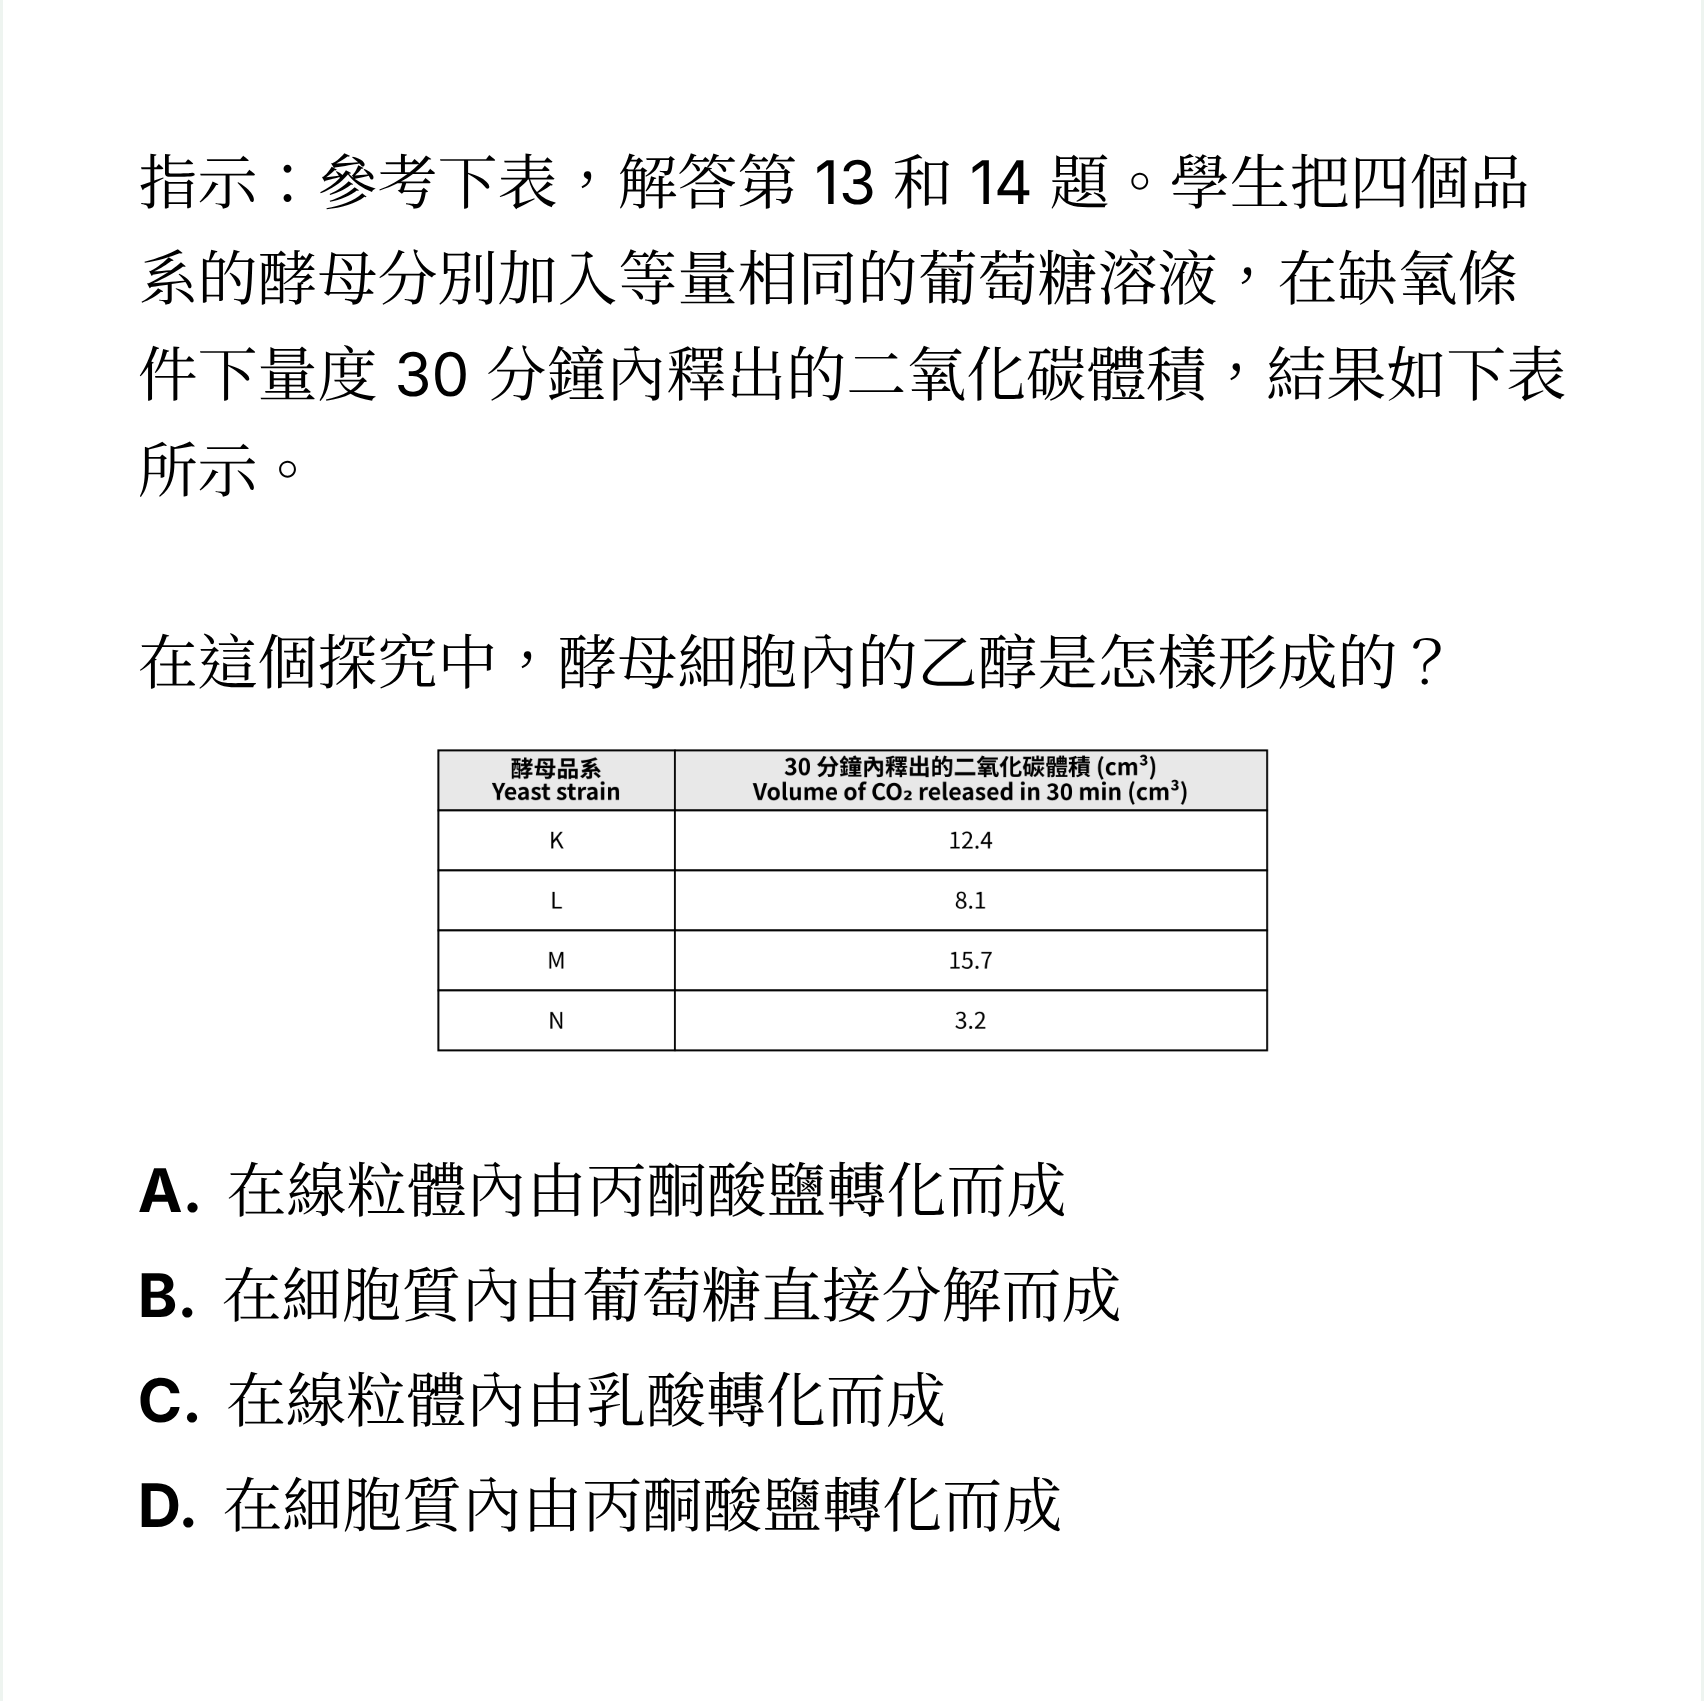 指示：參考下表，解答第 13 和 14 題。學生把四個品
系的酵母分別加入等量相同的葡萄糖溶液，在缺氧條
件下量度 30 分鐘內釋出的二氧化碳體積，結果如下表
所示。
在這個探究中，酵母細胞內的乙醇是怎樣形成的？
酵母品系
Yeast strain
30 分鐘內釋出的二氧化碳體積 (cm³)
Volume of CO₂ released in 30 min (cm³)
K 12.4
L 8.1
M 15.7
N 3.2
A. 在線粒體內由丙酮酸鹽轉化而成
B. 在細胞質內由葡萄糖直接分解而成
C. 在線粒體內由乳酸轉化而成
D. 在細胞質內由丙酮酸鹽轉化而成